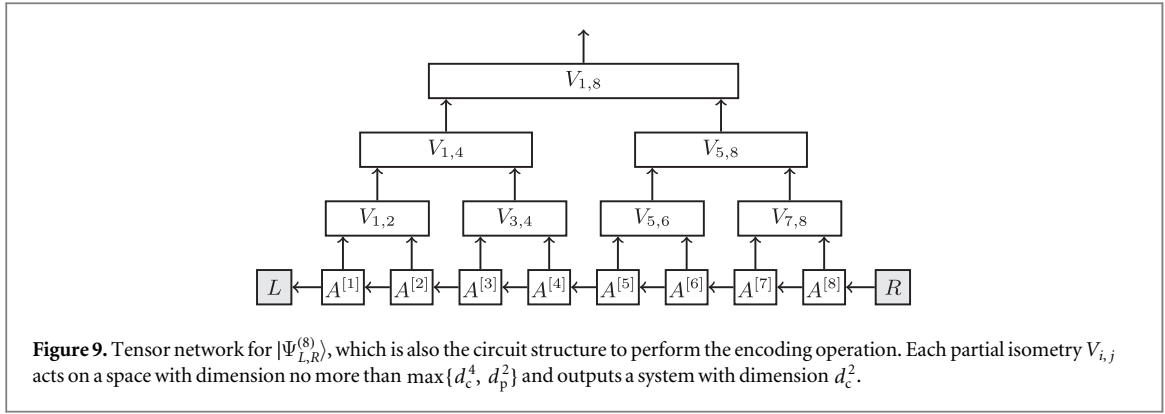 V_{1,8}
V_{1,4} V_{5,8}
V_{1,2} V_{3,4} V_{5,6} V_{7,8}
L A^{[1]} A^{[2]} A^{[3]} A^{[4]} A^{[5]} A^{[6]} A^{[7]} A^{[8]} R
Figure 9. Tensor network for |Ψ_{L,R}^{(8)}⟩, which is also the circuit structure to perform the encoding operation. Each partial isometry V_{i,j}
acts on a space with dimension no more than max{d_c^4, d_p^2} and outputs a system with dimension d_c^2.